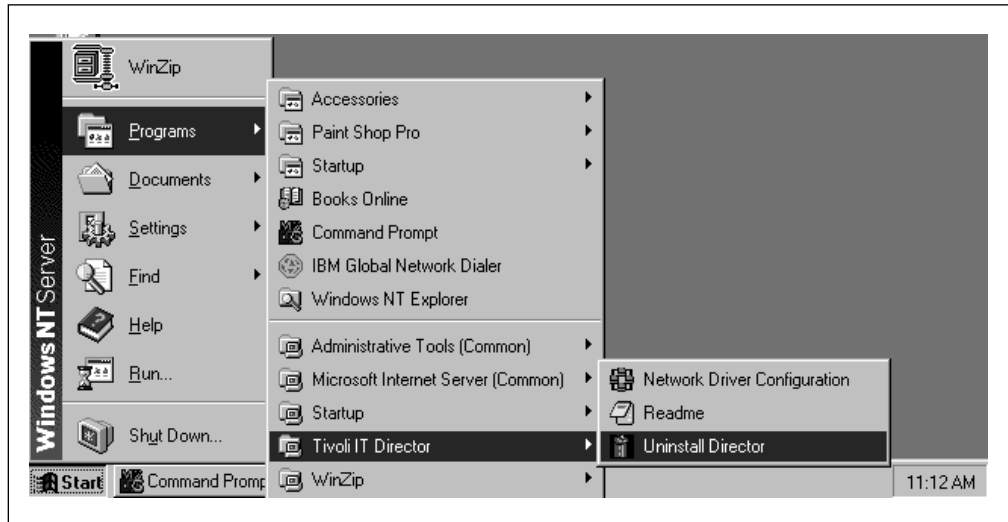 WinZip
Programs
Documents
Settings
Find
Help
Run...
Shut Down...
Windows NT Server
Accessories
Paint Shop Pro
Startup
Books Online
Command Prompt
IBM Global Network Dialer
Windows NT Explorer
Administrative Tools (Common)
Microsoft Internet Server (Common)
Startup
Tivoli IT Director
WinZip
Network Driver Configuration
Readme
Uninstall Director
Start
Command Promp
11:12 AM